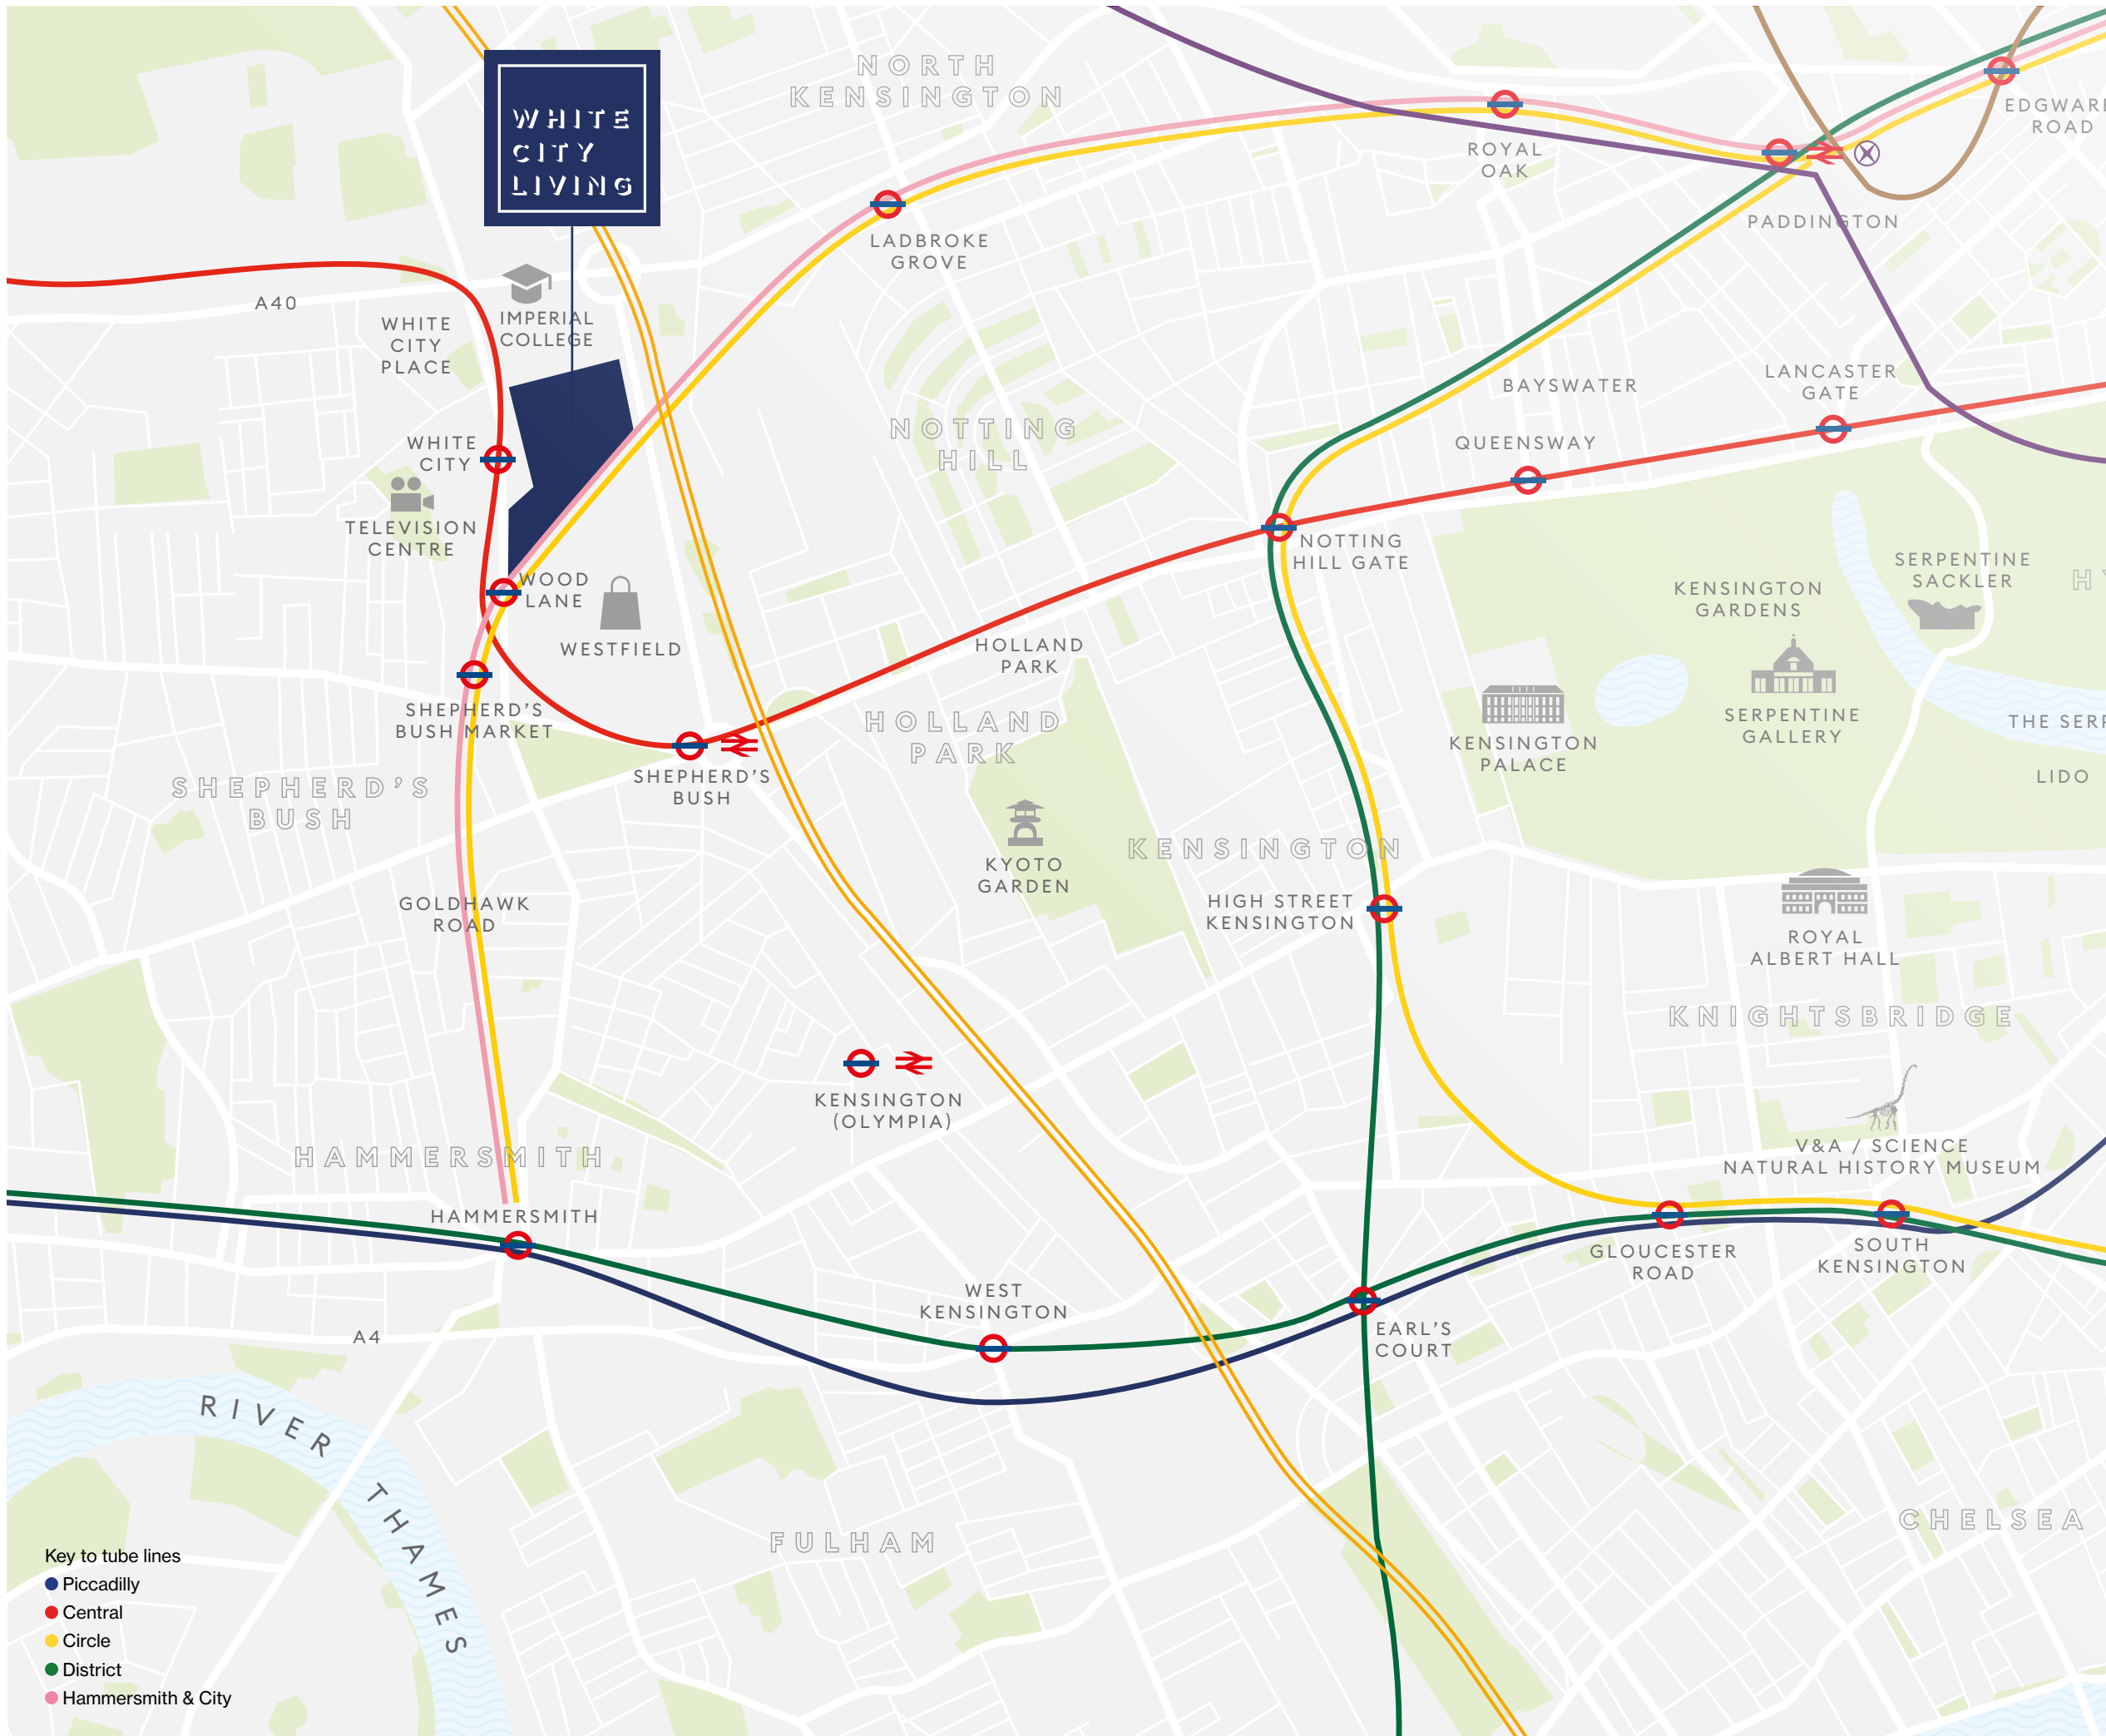 WHITE
CITY
LIVING
NORTH
KENSINGTON
EDGWARE
ROAD
ROYAL
OAK
PADDINGTON
LADBROKE
GROVE
A40
IMPERIAL
COLLEGE
WHITE
CITY
PLACE
LANCASTER
GATE
BAYSWATER
NOTTING
HILL
QUEENSWAY
WHITE
CITY
TELEVISION
CENTRE
NOTTING
HILL GATE
SERPENTINE
SACKLER
HY
KENSINGTON
GARDENS
WOOD
LANE
WESTFIELD
HOLLAND
PARK
SHEPHERD'S
BUSH MARKET
HOLLAND
PARK
KENSINGTON
PALACE
SERPENTINE
GALLERY
THE SERP
LIDO
SHEPHERD'S
BUSH
SHEPHERD'S
BUSH
KYOTO
GARDEN
KENSINGTON
GOLDHAWK
ROAD
HIGH STREET
KENSINGTON
ROYAL
ALBERT HALL
KNIGHTSBRIDGE
KENSINGTON
(OLYMPIA)
HAMMERSMITH
V&A / SCIENCE
NATURAL HISTORY MUSEUM
HAMMERSMITH
GLOUCESTER
ROAD
SOUTH
KENSINGTON
WEST
KENSINGTON
A4
EARL'S
COURT
RIVER THAMES
FULHAM
CHELSEA
Key to tube lines
Piccadilly
Central
Circle
District
Hammersmith & City